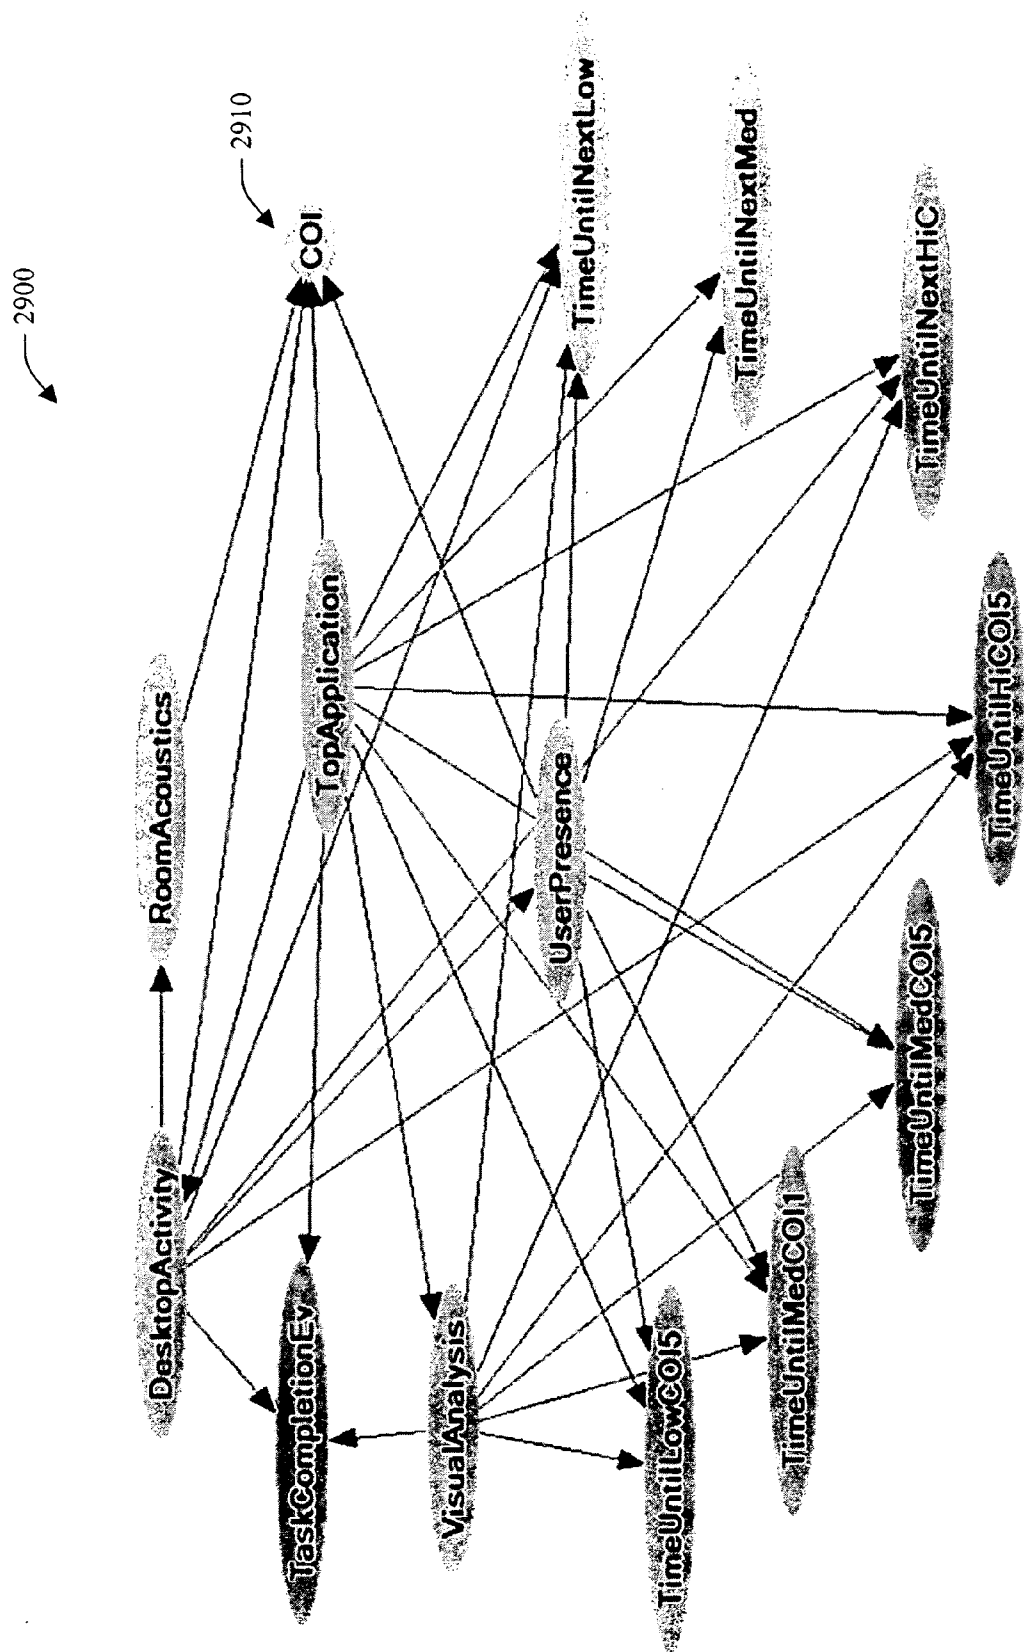 2900
2910
COI
DesktopActivity
RoomAcoustics
TaskCompletionEv
TopApplication
VisualAnalysis
UserPresence
TimeUntilNextLow
TimeUntilLowCOI5
TimeUntilNextMed
TimeUntilMedCOI1
TimeUntilMedCOI5
TimeUntilNextHiC
TimeUntilHiCOI5